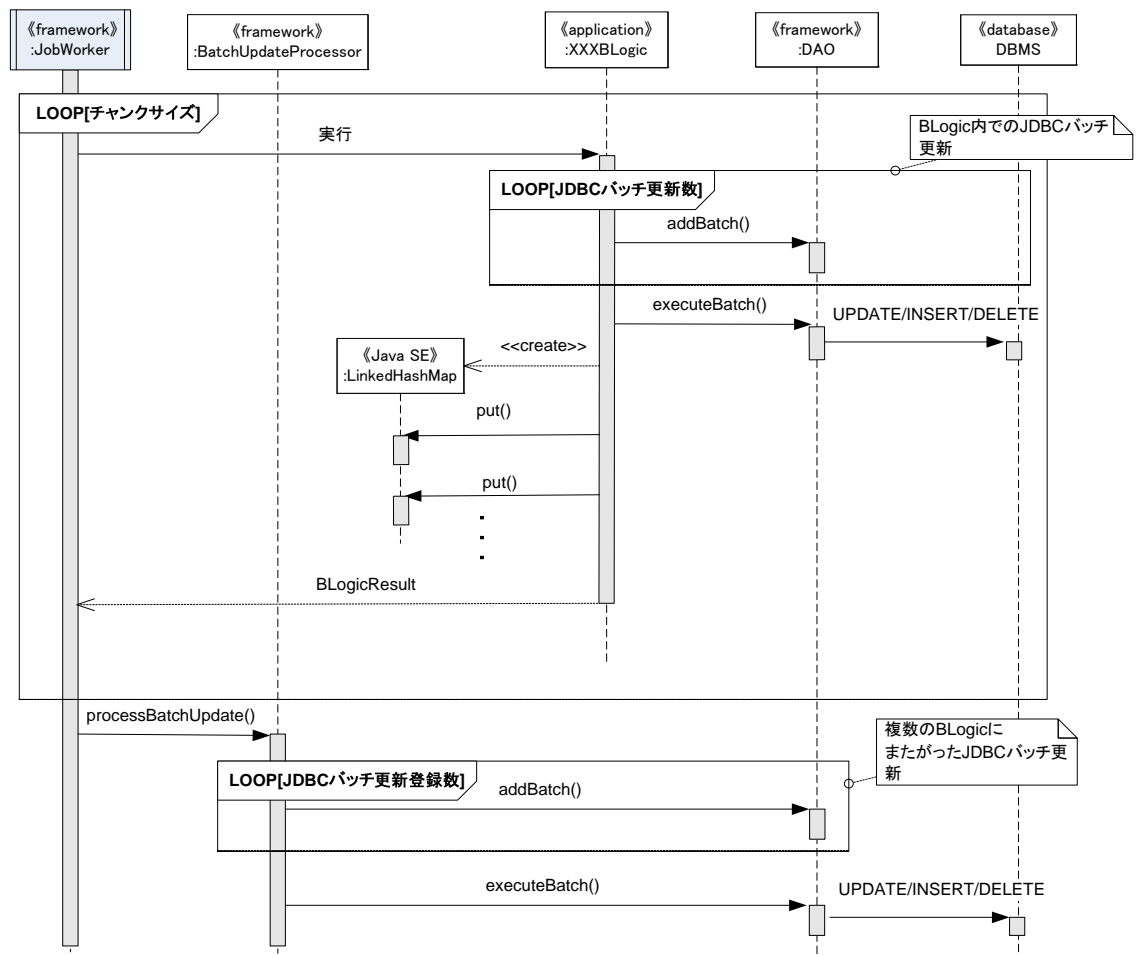 《framework》
:JobWorker
《framework》
:BatchUpdateProcessor
《application》
:XXXBLogic
《framework》
:DAO
《database》
DBMS
LOOP[チャンクサイズ]
実行
BLogic内でのJDBCバッチ
更新
LOOP[JDBCバッチ更新数]
addBatch()
executeBatch()
UPDATE/INSERT/DELETE
<<create>>
《Java SE》
:LinkedHashMap
put()
put()
BLogicResult
processBatchUpdate()
複数のBLogicに
またがったJDBCバッチ更
新
LOOP[JDBCバッチ更新登録数]
addBatch()
executeBatch()
UPDATE/INSERT/DELETE